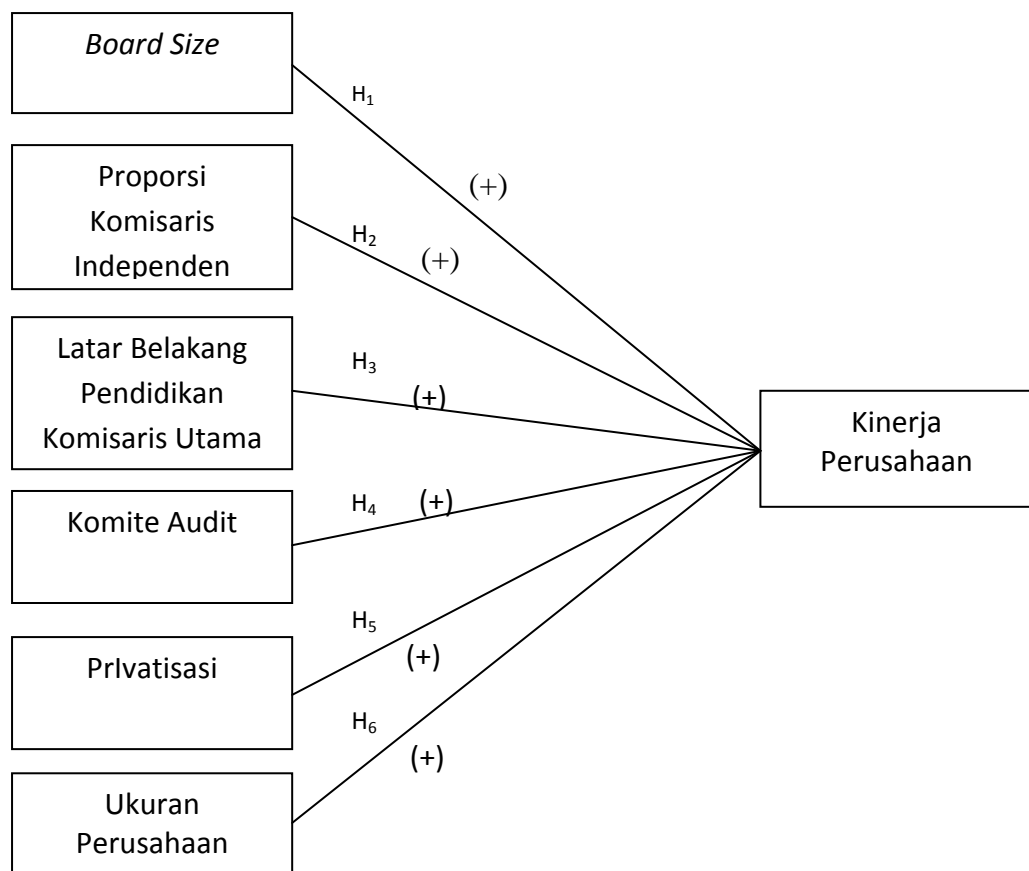 Board Size
H₁
(+)
Proporsi
Komisaris
Independen
H₂
(+)
Latar Belakang
Pendidikan
Komisaris Utama
H₃
(+)
Kinerja
Perusahaan
Komite Audit
H₄
(+)
PrIvatisasi
H₅
(+)
H₆
(+)
Ukuran
Perusahaan